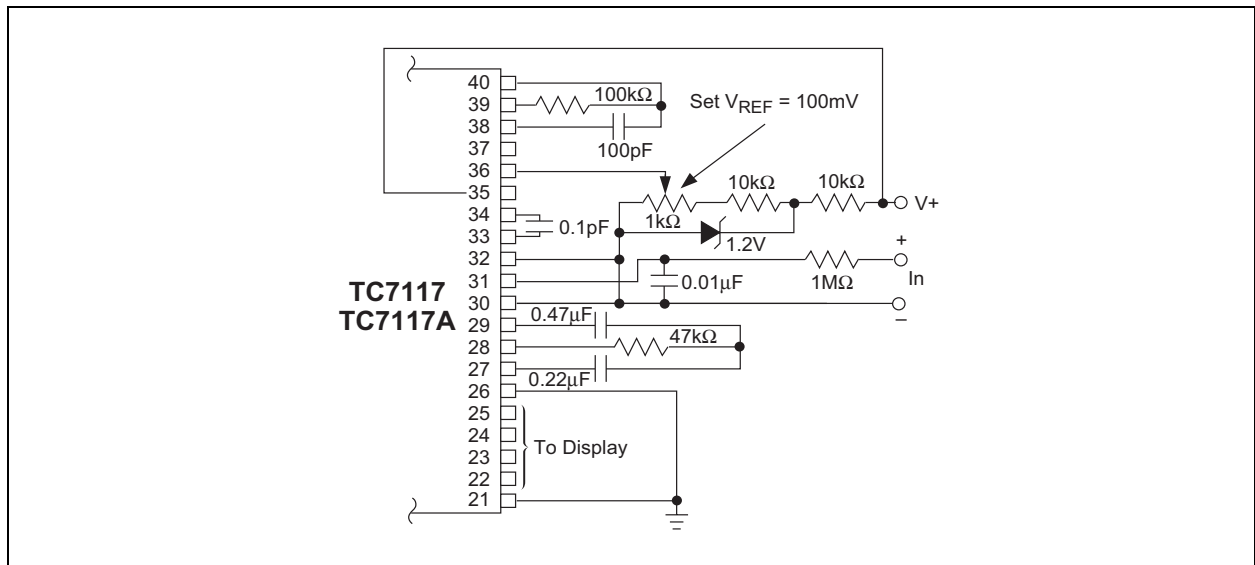 40
39
38
37
36
35
34
33
32
31
30
29
28
27
26
25
24
23
22
21
TC7117
TC7117A
100kΩ
100pF
Set VREF = 100mV
10kΩ
10kΩ
V+
1kΩ
1.2V
0.1pF
+
In
–
0.01µF
1MΩ
0.47µF
47kΩ
0.22µF
To Display